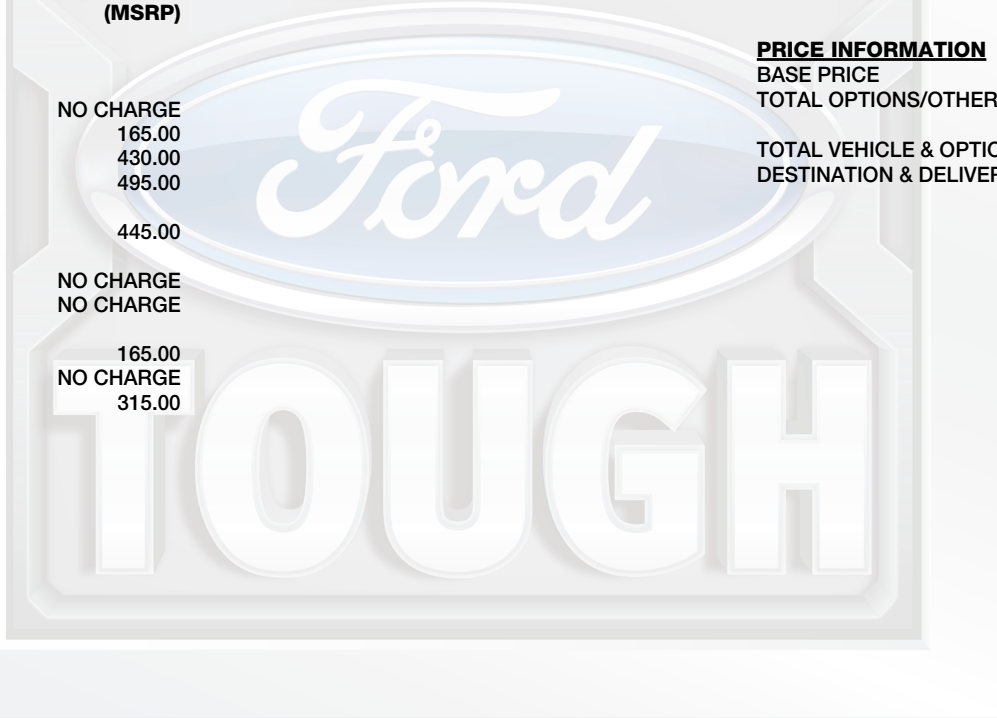 (MSRP)
NO CHARGE
165.00
430.00
495.00
445.00
NO CHARGE
NO CHARGE
165.00
NO CHARGE
315.00
PRICE INFORMATION
BASE PRICE
TOTAL OPTIONS/OTHER
TOTAL VEHICLE & OPTIO
DESTINATION & DELIVER
Ford
TOUGH